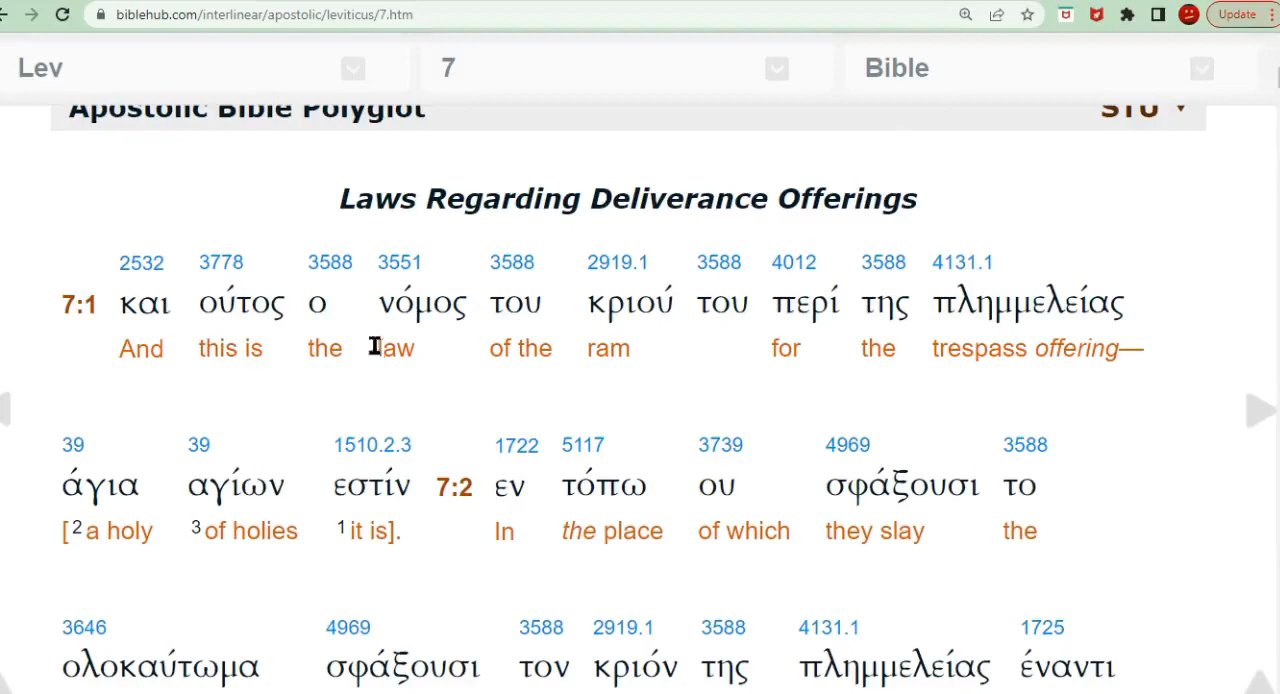 biblehub.com/interlinear/apostolic/leviticus/7.htm Update
Lev 7 Bible
Apostolic Bible Polyglot STU
Laws Regarding Deliverance Offerings
2532 3778 3588 3551 3588 2919.1 3588 4012 3588 4131.1
7:1 και ούτος ο νόμος του κριού του περί της πλημμελείας
And this is the law of the ram for the trespass offering—
39 39 1510.2.3 1722 5117 3739 4969 3588
άγια αγίων εστίν 7:2 εν τόπω ου σφάξουσι το
[2 a holy 3 of holies 1 it is]. In the place of which they slay the
3646 4969 3588 2919.1 3588 4131.1 1725
ολοκαύτωμα σφάξουσι τον κριόν της πλημμελείας έναντι